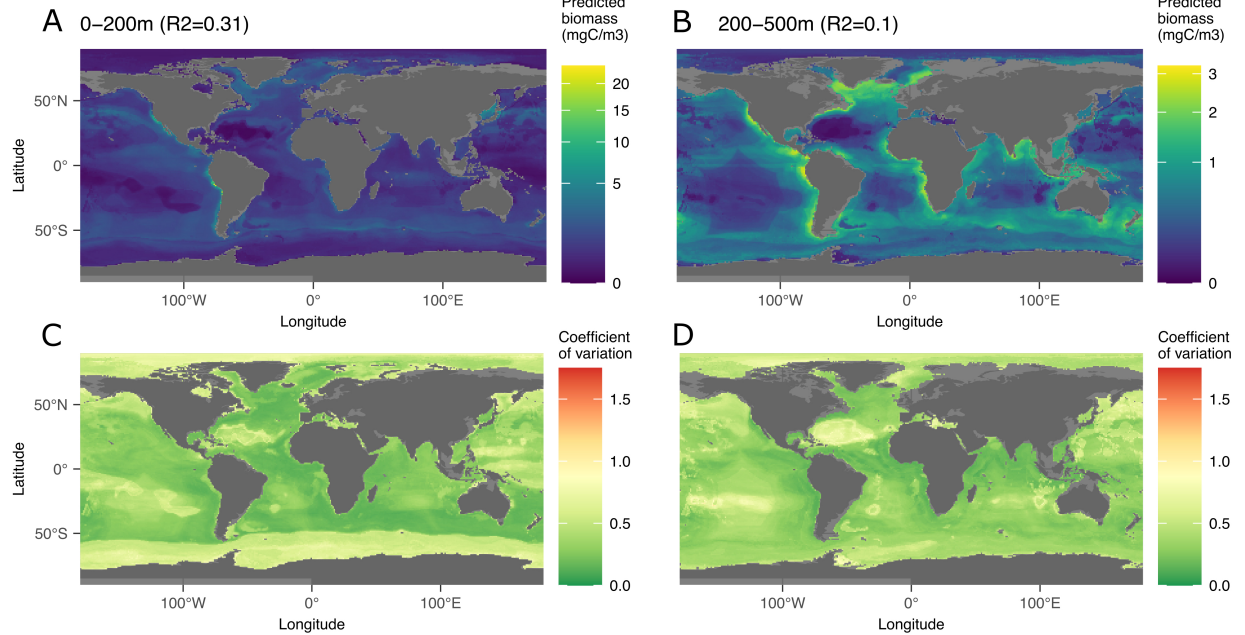 A 0−200m (R2=0.31)
Predicted
biomass
(mgC/m3)
20
15
10
5
0
50°N
0°
50°S
Latitude
100°W 0° 100°E
Longitude
B 200−500m (R2=0.1)
Predicted
biomass
(mgC/m3)
3
2
1
0
100°W 0° 100°E
Longitude
C
Coefficient
of variation
1.5
1.0
0.5
0.0
50°N
0°
50°S
Latitude
100°W 0° 100°E
Longitude
D
Coefficient
of variation
1.5
1.0
0.5
0.0
100°W 0° 100°E
Longitude